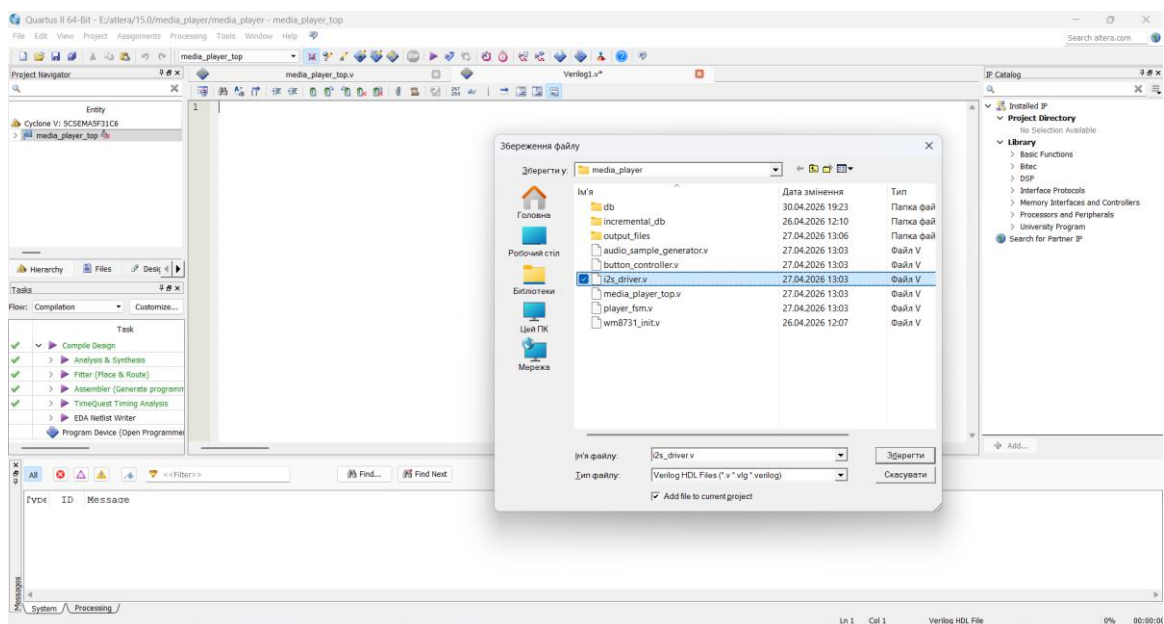 Quartus II 64-Bit - E:/atlera/15.0/media_player/media_player - media_player_top
File Edit View Project Assignments Processing Tools Window Help
Search altera.com
media_player_top
Project Navigator
media_player_top.v
Verilog1.v*
IP Catalog
Entity
Cyclone V: 5CSEMA5F31C6
media_player_top
Hierarchy Files Desig
Tasks
Flow: Compilation Customize...
Task
Compile Design
Analysis & Synthesis
Fitter (Place & Route)
Assembler (Generate programm
TimeQuest Timing Analysis
EDA Netlist Writer
Program Device (Open Programmer
1
Збереження файлу
Зберегти у: media_player
Головна
Робочий стіл
Бібліотеки
Цей ПК
Мережа
Ім'я Дата змінення Тип
db 30.04.2026 19:23 Папка фай
incremental_db 26.04.2026 12:10 Папка фай
output_files 27.04.2026 13:06 Папка фай
audio_sample_generator.v 27.04.2026 13:03 Файл V
button_controller.v 27.04.2026 13:03 Файл V
i2s_driver.v 27.04.2026 13:03 Файл V
media_player_top.v 27.04.2026 13:03 Файл V
player_fsm.v 27.04.2026 13:03 Файл V
wm8731_init.v 26.04.2026 12:07 Файл V
Ім'я файлу: i2s_driver.v Зберегти
Тип файлу: Verilog HDL Files (*.v *.vlg *.verilog) Скасувати
Add file to current project
Installed IP
Project Directory
No Selection Available
Library
Basic Functions
Bitec
DSP
Interface Protocols
Memory Interfaces and Controllers
Processors and Peripherals
University Program
Search for Partner IP
Add...
All <<Filter>> Find... Find Next
Type ID Message
Messages
System Processing
Ln 1 Col 1 Verilog HDL File 0% 00:00:00